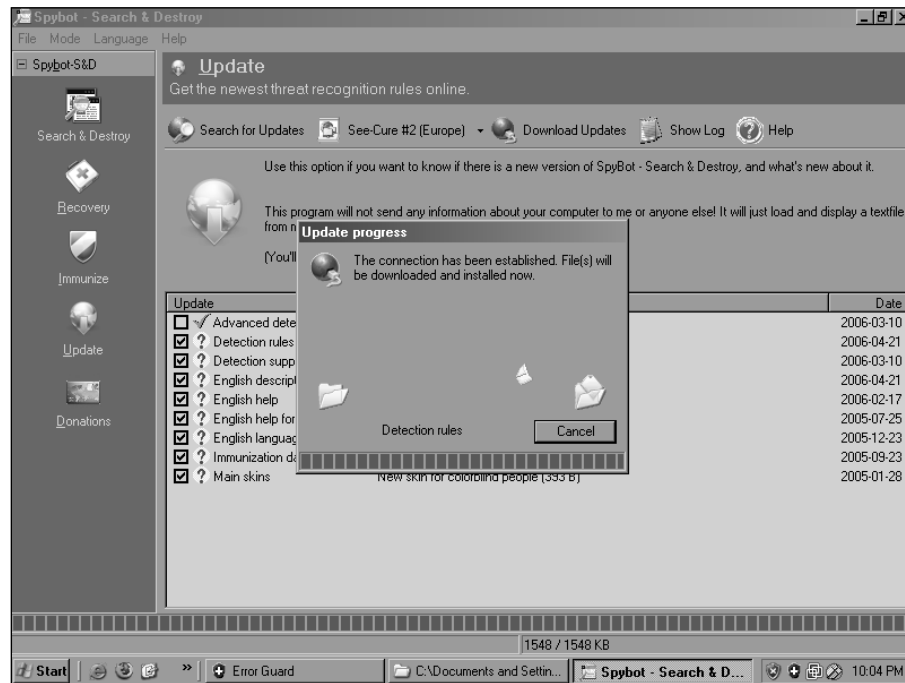 Spybot - Search & Destroy
File Mode Language Help
Spybot-S&D
Search & Destroy
Recovery
Immunize
Update
Donations
Update
Get the newest threat recognition rules online.
Search for Updates See-Cure #2 (Europe) Download Updates Show Log Help
Use this option if you want to know if there is a new version of SpyBot - Search & Destroy, and what's new about it.
This program will not send any information about your computer to me or anyone else! It will just load and display a textfile
from
(You'll
Update progress
The connection has been established. File(s) will
be downloaded and installed now.
Detection rules Cancel
Update Date
Advanced dete 2006-03-10
Detection rules 2006-04-21
Detection supp 2006-03-10
English descript 2006-04-21
English help 2006-02-17
English help for 2005-07-25
English languag 2005-12-23
Immunization da 2005-09-23
Main skins New skin for colorblind people (393 B) 2005-01-28
1548 / 1548 KB
Start » Error Guard C:\Documents and Settin... Spybot - Search & D... 10:04 PM